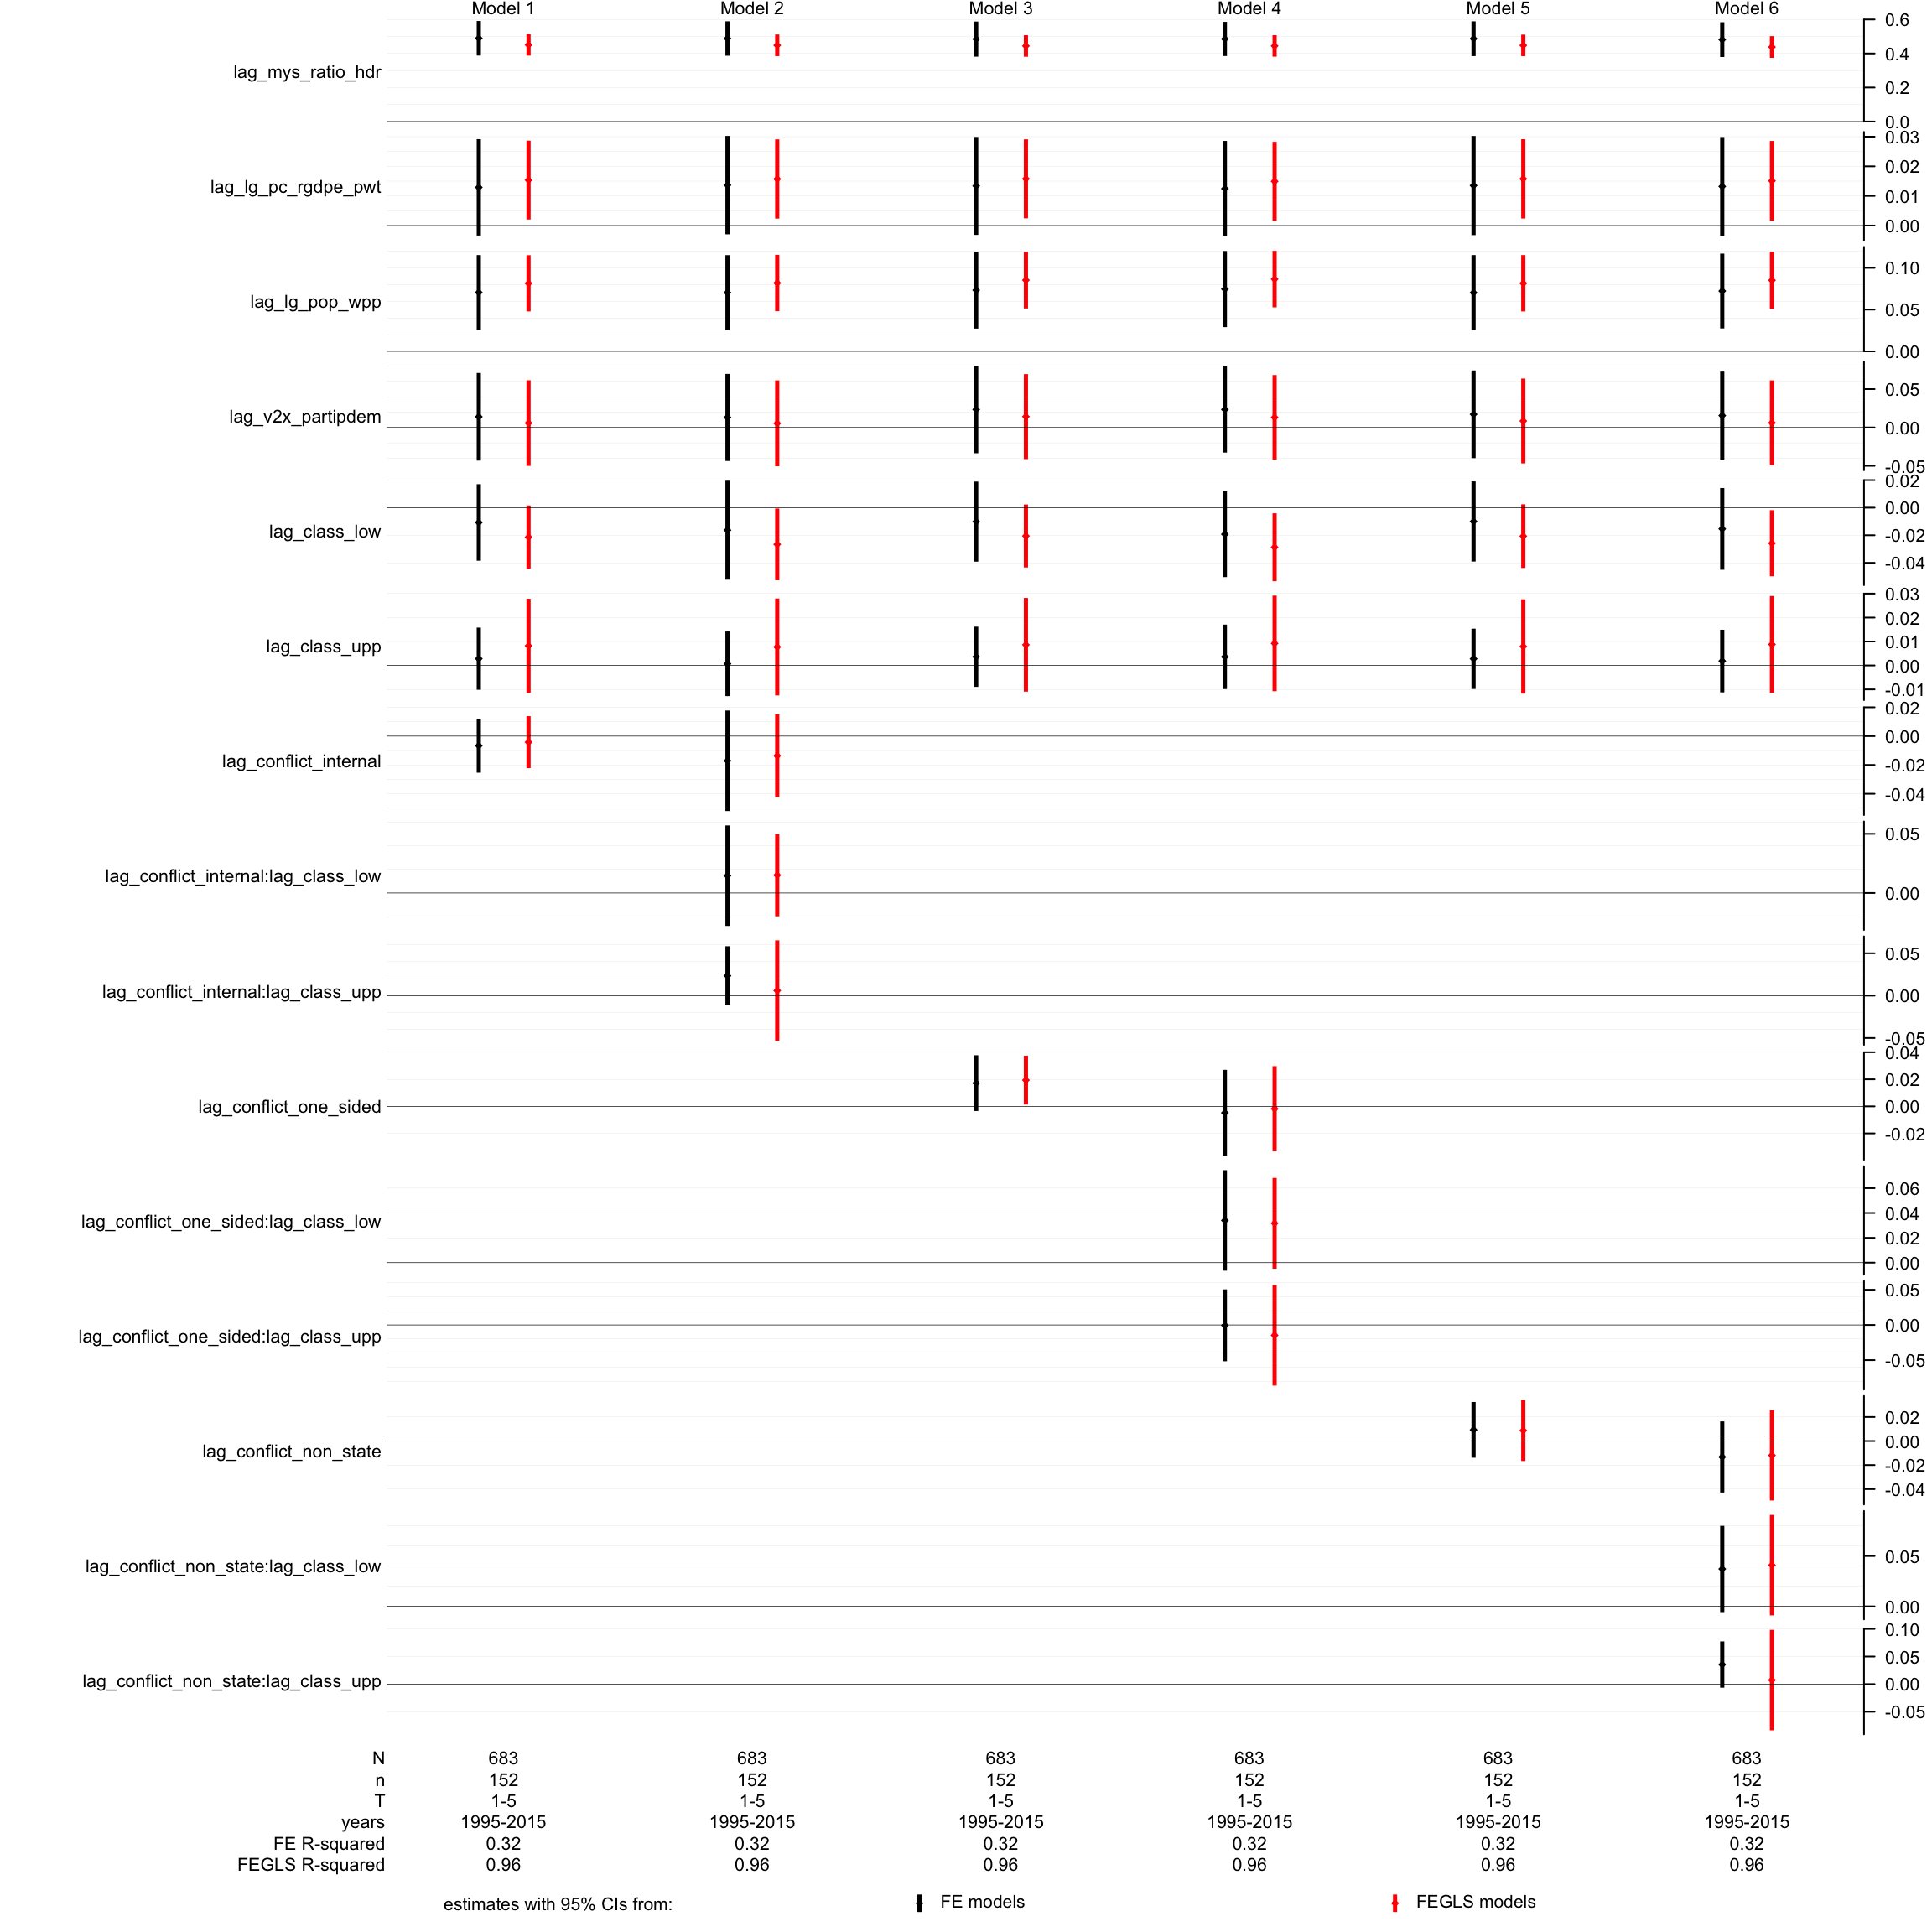 Model 1 Model 2 Model 3 Model 4 Model 5 Model 6
lag_mys_ratio_hdr
0.6
0.4
0.2
0.0
lag_lg_pc_rgdpe_pwt
0.03
0.02
0.01
0.00
lag_lg_pop_wpp
0.10
0.05
0.00
lag_v2x_partipdem
0.05
0.00
-0.05
lag_class_low
0.02
0.00
-0.02
-0.04
lag_class_upp
0.03
0.02
0.01
0.00
-0.01
lag_conflict_internal
0.02
0.00
-0.02
-0.04
lag_conflict_internal:lag_class_low
0.05
0.00
lag_conflict_internal:lag_class_upp
0.05
0.00
-0.05
lag_conflict_one_sided
0.04
0.02
0.00
-0.02
lag_conflict_one_sided:lag_class_low
0.06
0.04
0.02
0.00
lag_conflict_one_sided:lag_class_upp
0.05
0.00
-0.05
lag_conflict_non_state
0.02
0.00
-0.02
-0.04
lag_conflict_non_state:lag_class_low
0.05
0.00
lag_conflict_non_state:lag_class_upp
0.10
0.05
0.00
-0.05
N 683 683 683 683 683 683
n 152 152 152 152 152 152
T 1-5 1-5 1-5 1-5 1-5 1-5
years 1995-2015 1995-2015 1995-2015 1995-2015 1995-2015 1995-2015
FE R-squared 0.32 0.32 0.32 0.32 0.32 0.32
FEGLS R-squared 0.96 0.96 0.96 0.96 0.96 0.96
estimates with 95% CIs from: FE models FEGLS models